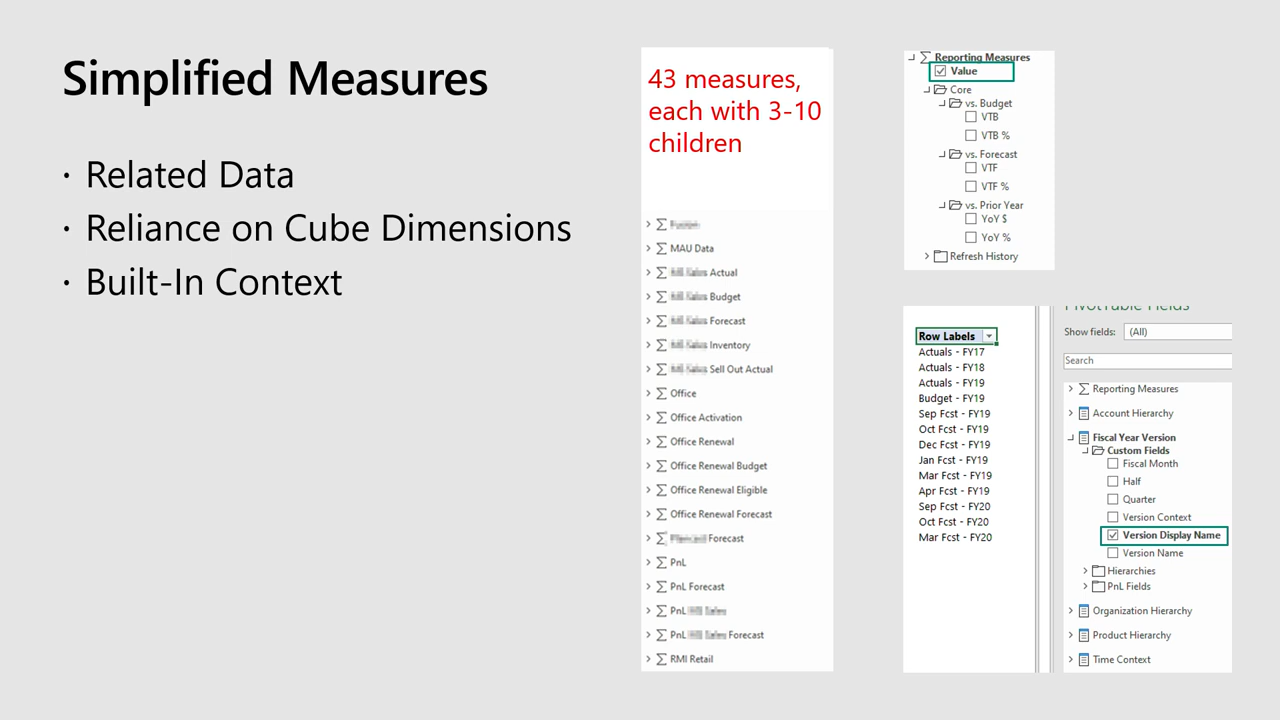 Simplified Measures
• Related Data
• Reliance on Cube Dimensions
• Built-In Context
43 measures,
each with 3-10
children
MAU Data
Actual
Budget
Forecast
Inventory
Sell Out Actual
Office
Office Activation
Office Renewal
Office Renewal Budget
Office Renewal Eligible
Office Renewal Forecast
Forecast
PnL
PnL Forecast
PnL
PnL Forecast
RMI Retail
Reporting Measures
Value
Core
vs. Budget
VTB
VTB %
vs. Forecast
VTF
VTF %
vs. Prior Year
YoY $
YoY %
Refresh History
Row Labels
Actuals - FY17
Actuals - FY18
Actuals - FY19
Budget - FY19
Sep Fcst - FY19
Oct Fcst - FY19
Dec Fcst - FY19
Jan Fcst - FY19
Mar Fcst - FY19
Apr Fcst - FY19
Sep Fcst - FY20
Oct Fcst - FY20
Mar Fcst - FY20
PivotTable Fields
Show fields: (All)
Search
Reporting Measures
Account Hierarchy
Fiscal Year Version
Custom Fields
Fiscal Month
Half
Quarter
Version Context
Version Display Name
Version Name
Hierarchies
PnL Fields
Organization Hierarchy
Product Hierarchy
Time Context